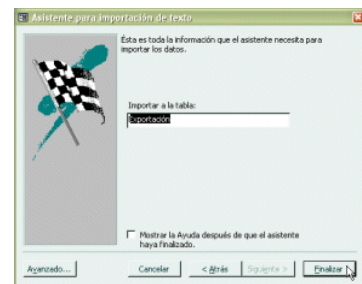 Asistente para importación de texto
Ésta es toda la información que el asistente necesita para
importar los datos.
Importar a la tabla:
Exportación
Mostrar la Ayuda después de que el asistente
haya finalizado.
Avanzado...
Cancelar
< Atrás
Siguiente >
Finalizar